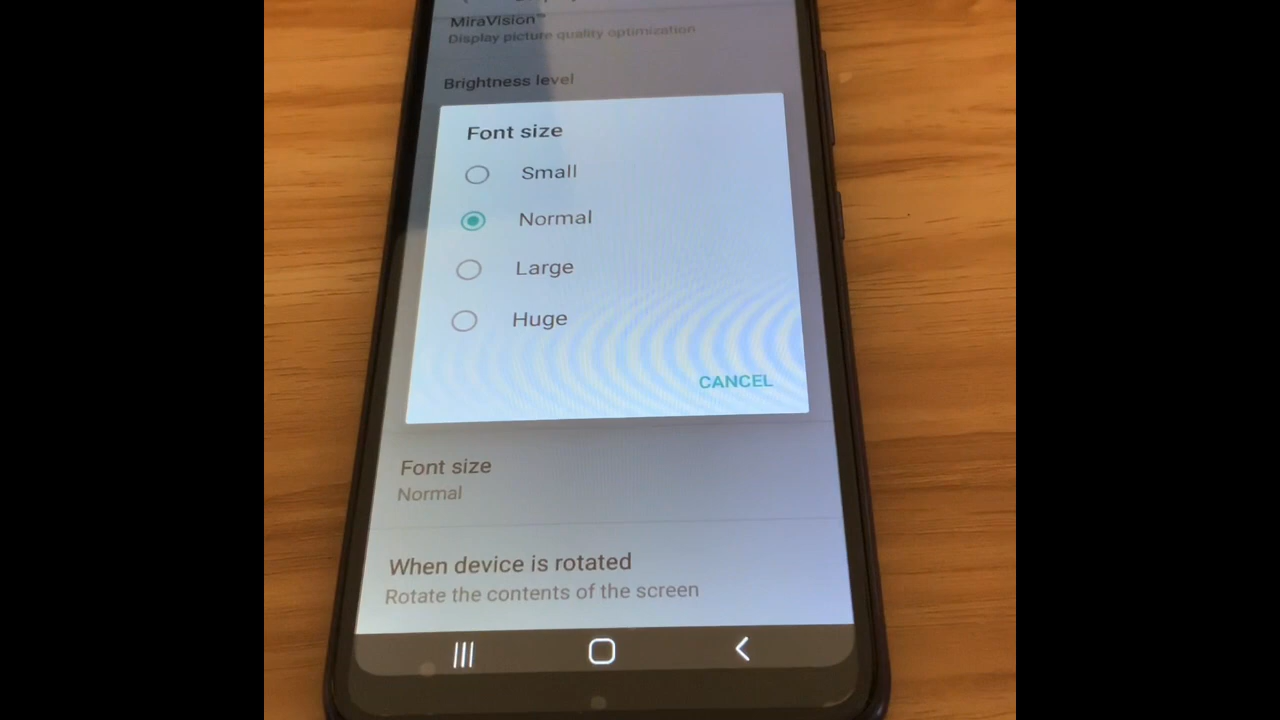 MiraVision™
Display picture quality optimization
Brightness level
Font size
Small
Normal
Large
Huge
CANCEL
Font size
Normal
When device is rotated
Rotate the contents of the screen